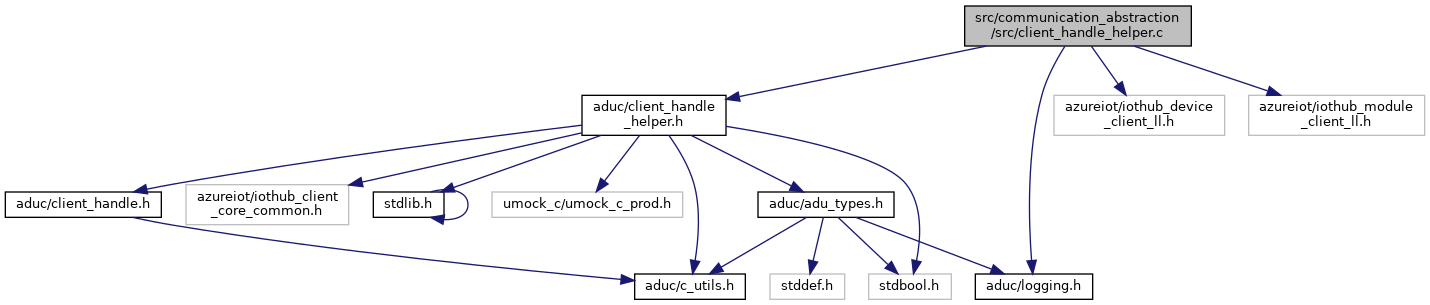 src/communication_abstraction
/src/client_handle_helper.c
aduc/client_handle
_helper.h
azureiot/iothub_device
_client_ll.h
azureiot/iothub_module
_client_ll.h
aduc/client_handle.h
azureiot/iothub_client
_core_common.h
stdlib.h
umock_c/umock_c_prod.h
aduc/adu_types.h
aduc/c_utils.h
stddef.h
stdbool.h
aduc/logging.h